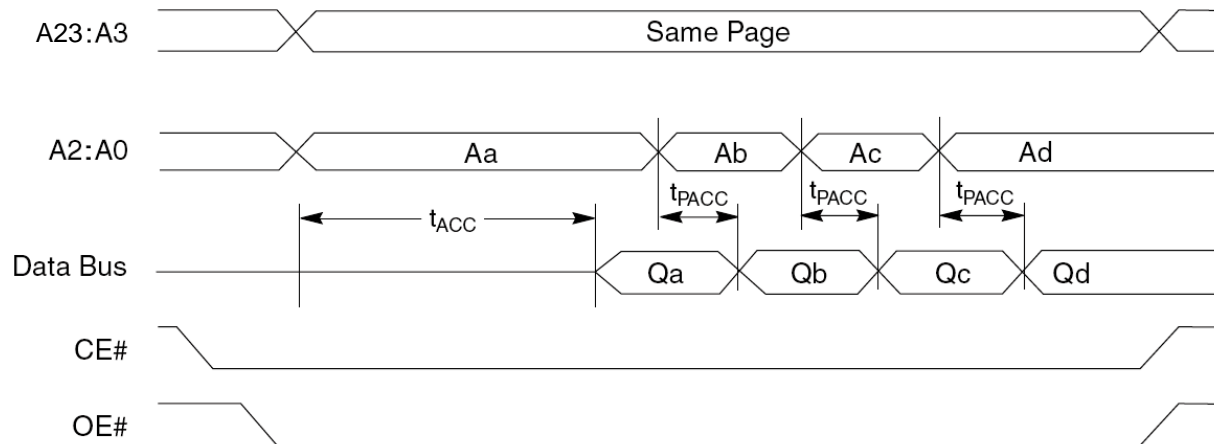 A23:A3 Same Page
A2:A0 Aa Ab Ac Ad
tPACC tPACC tPACC
tACC
Data Bus Qa Qb Qc Qd
CE#
OE#